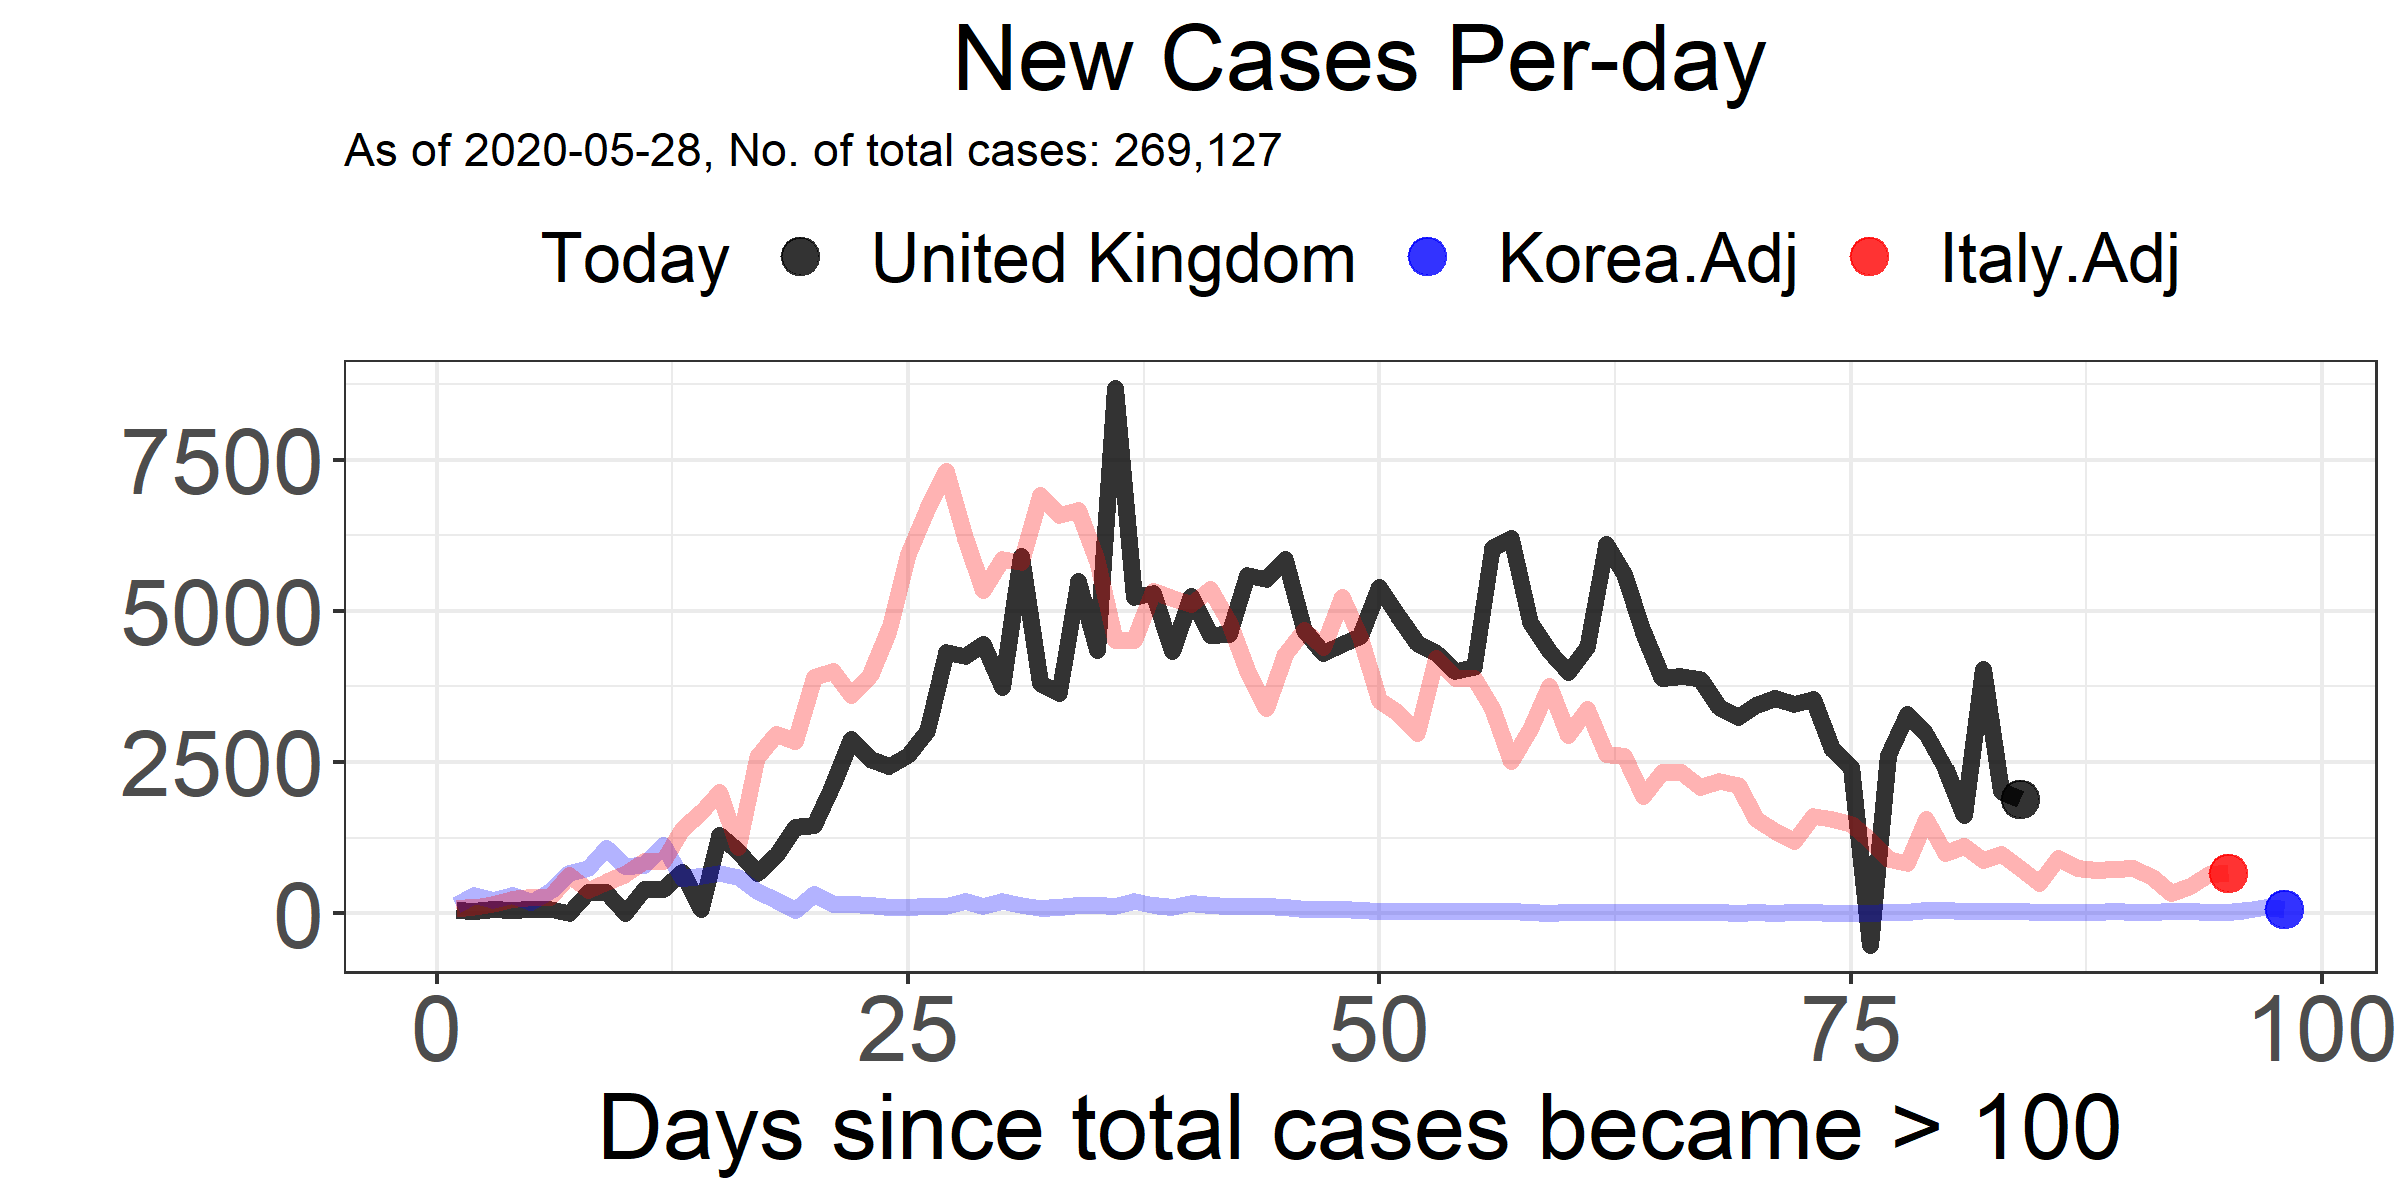 New Cases Per-day
As of 2020-05-28, No. of total cases: 269,127
Today United Kingdom Korea.Adj Italy.Adj
7500
5000
2500
0
0 25 50 75 100
Days since total cases became > 100